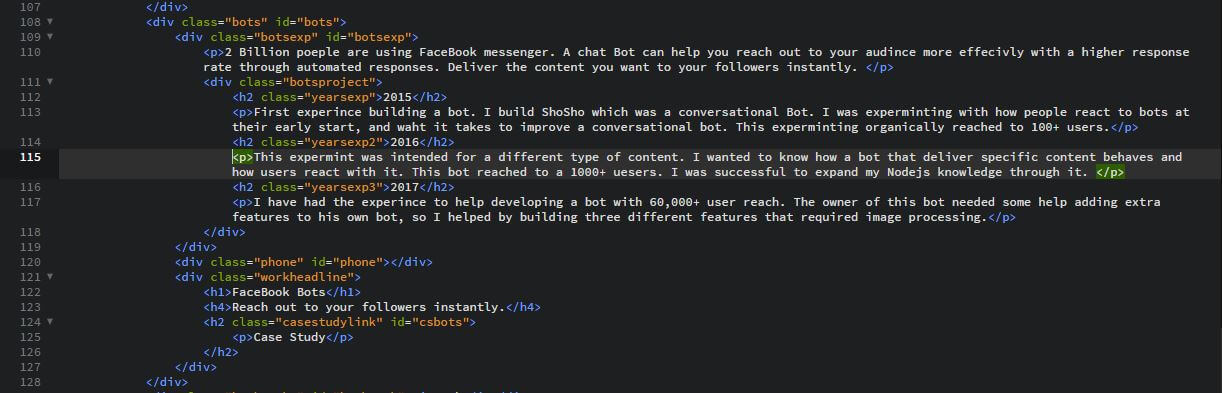 107 </div>
108 <div class="bots" id="bots">
109 <div class="botsexp" id="botsexp">
110 <p>2 Billion poeple are using FaceBook messenger. A chat Bot can help you reach out to your audince more effecivly with a higher response
rate through automated responses. Deliver the content you want to your followers instantly. </p>
111 <div class="botsproject">
112 <h2 class="yearsexp">2015</h2>
113 <p>First experince building a bot. I build ShoSho which was a conversational Bot. I was experminting with how people react to bots at
their early start, and waht it takes to improve a conversational bot. This experminting organically reached to 100+ users.</p>
114 <h2 class="yearsexp2">2016</h2>
115 <p>This expermint was intended for a different type of content. I wanted to know how a bot that deliver specific content behaves and
how users react with it. This bot reached to a 1000+ uesers. I was successful to expand my Nodejs knowledge through it. </p>
116 <h2 class="yearsexp3">2017</h2>
117 <p>I have had the experince to help developing a bot with 60,000+ user reach. The owner of this bot needed some help adding extra
features to his own bot, so I helped by building three different features that required image processing.</p>
118 </div>
119 </div>
120 <div class="phone" id="phone"></div>
121 <div class="workheadline">
122 <h1>FaceBook Bots</h1>
123 <h4>Reach out to your followers instantly.</h4>
124 <h2 class="casestudylink" id="csbots">
125 <p>Case Study</p>
126 </h2>
127 </div>
128 </div>